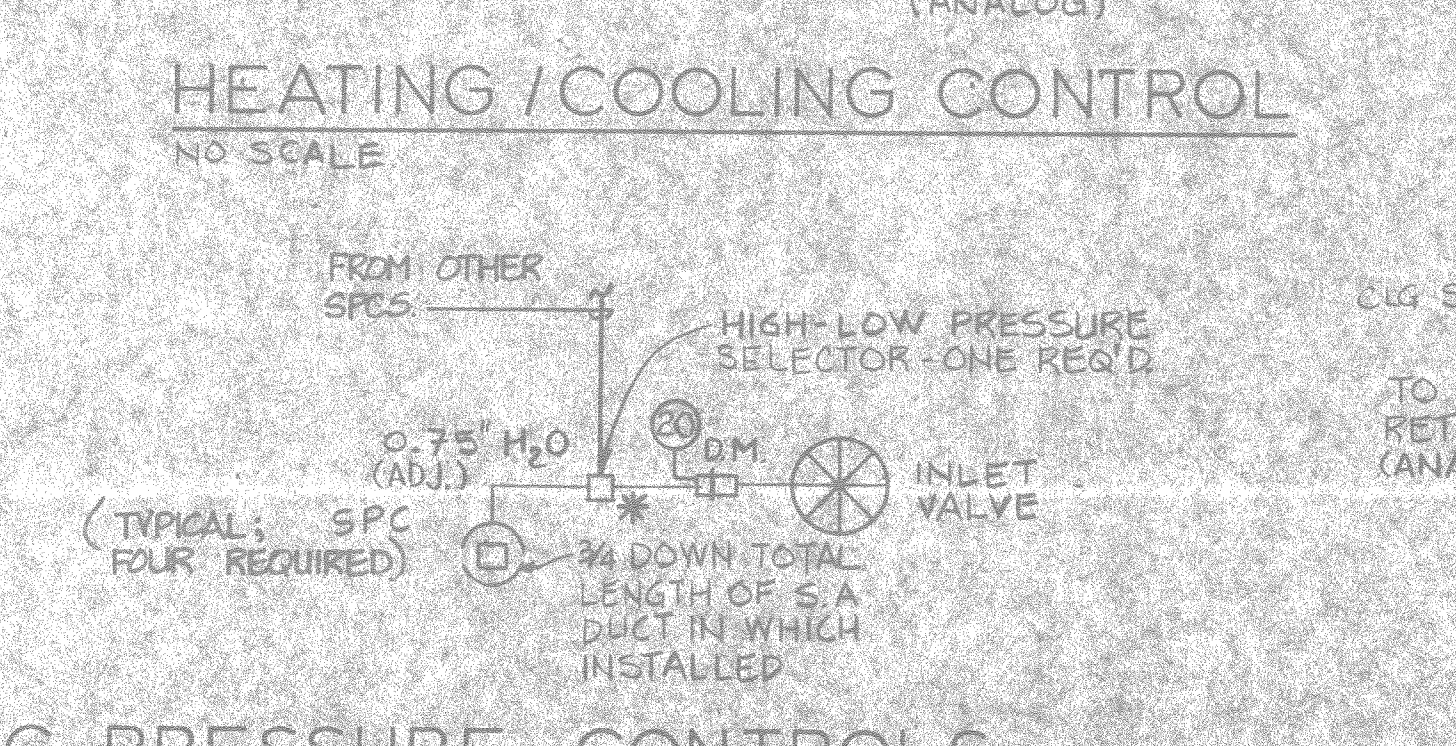 (ANALOG)
HEATING / COOLING CONTROL
NO SCALE
FROM OTHER
SPCS.
HIGH-LOW PRESSURE
SELECTOR-ONE REQ'D.
CLG
TO
RET
(ANA
20
D.M.
0.75" H2O
(ADJ.)
INLET
VALVE
(TYPICAL; SPC
FOUR REQUIRED)
3/4 DOWN TOTAL
LENGTH OF S.A
DUCT IN WHICH
INSTALLED
PRESSURE CONTROLS